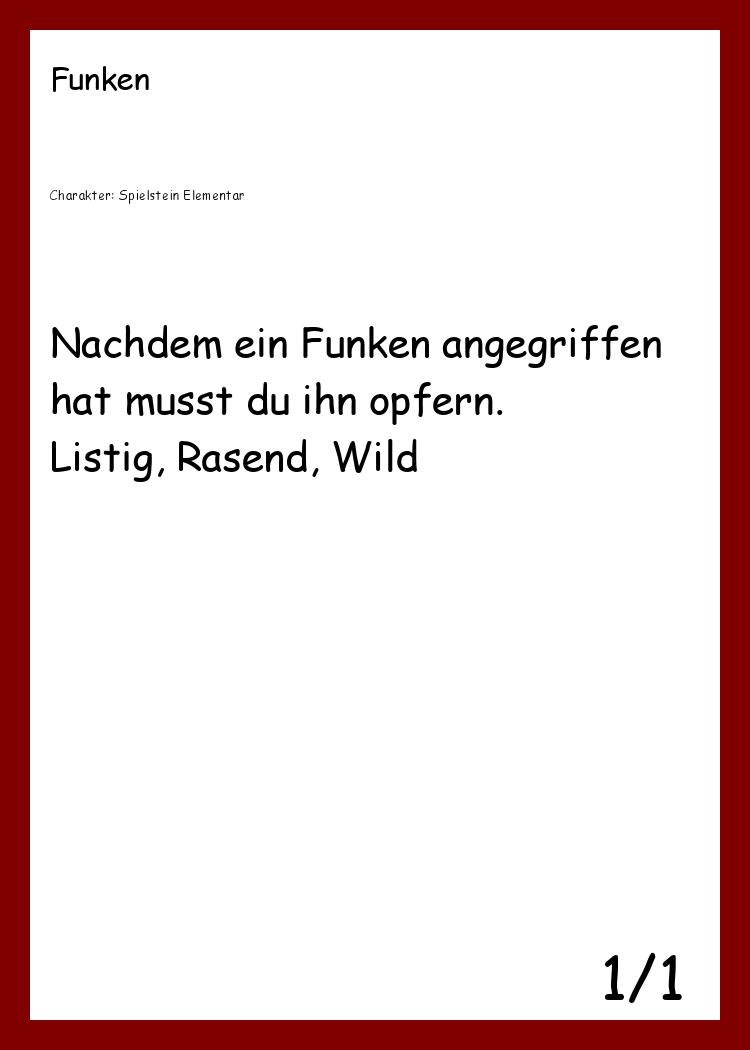 Funken
Charakter: Spielstein Elementar
Nachdem ein Funken angegriffen
hat musst du ihn opfern.
Listig, Rasend, Wild
1/1